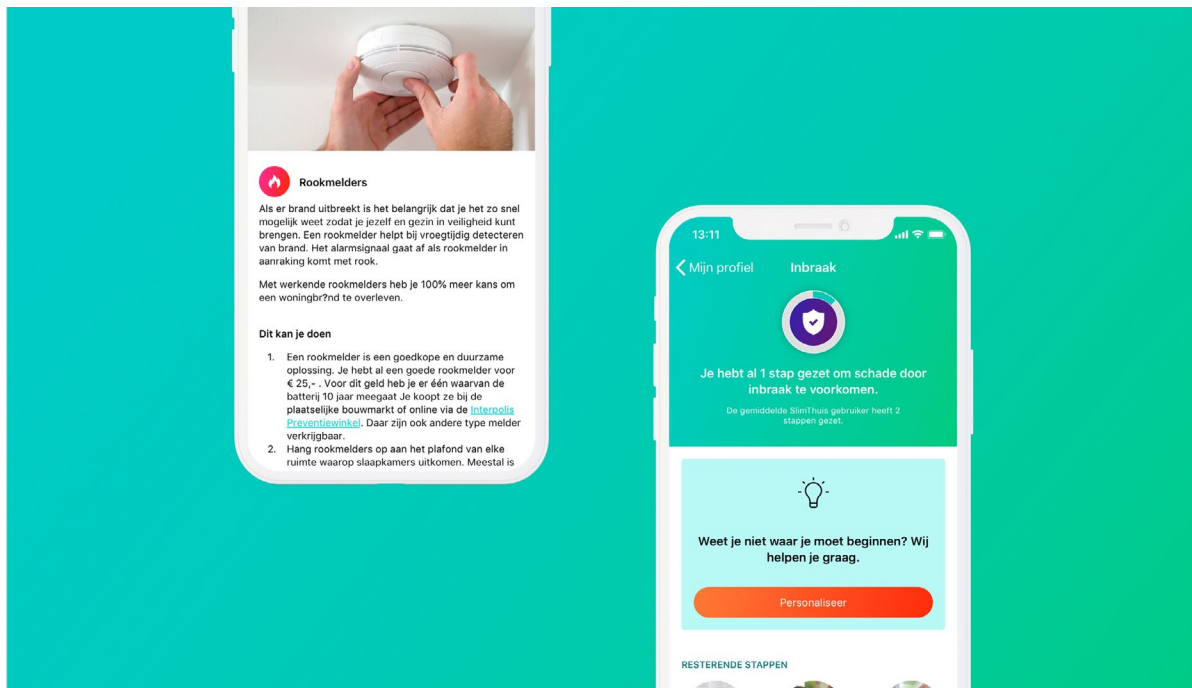 Rookmelders
Als er brand uitbreekt is het belangrijk dat je het zo snel
mogelijk weet zodat je jezelf en gezin in veiligheid kunt
brengen. Een rookmelder helpt bij vroegtijdig detecteren
van brand. Het alarmsignaal gaat af als rookmelder in
aanraking komt met rook.
Met werkende rookmelders heb je 100% meer kans om
een woningbr?nd te overleven.
Dit kan je doen
1. Een rookmelder is een goedkope en duurzame
oplossing. Je hebt al een goede rookmelder voor
€ 25,- . Voor dit geld heb je er één waarvan de
batterij 10 jaar meegaat Je koopt ze bij de
plaatselijke bouwmarkt of online via de Interpolis
Preventiewinkel. Daar zijn ook andere type melder
verkrijgbaar.
2. Hang rookmelders op aan het plafond van elke
ruimte waarop slaapkamers uitkomen. Meestal is
13:11
Mijn profiel Inbraak
Je hebt al 1 stap gezet om schade door
inbraak te voorkomen.
De gemiddelde SlimThuis gebruiker heeft 2
stappen gezet.
Weet je niet waar je moet beginnen? Wij
helpen je graag.
Personaliseer
RESTERENDE STAPPEN